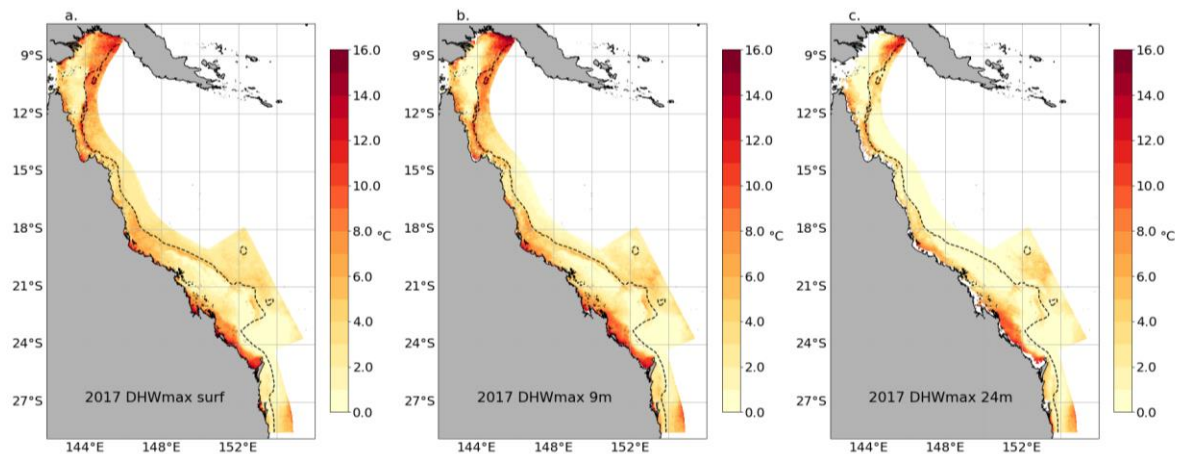 a.
b.
c.
9°S
12°S
15°S
18°S
21°S
24°S
27°S
144°E
148°E
152°E
2017 DHWmax surf
16.0
14.0
12.0
10.0
8.0
6.0
4.0
2.0
0.0
°C
9°S
12°S
15°S
18°S
21°S
24°S
27°S
144°E
148°E
152°E
2017 DHWmax 9m
16.0
14.0
12.0
10.0
8.0
6.0
4.0
2.0
0.0
°C
9°S
12°S
15°S
18°S
21°S
24°S
27°S
144°E
148°E
152°E
2017 DHWmax 24m
16.0
14.0
12.0
10.0
8.0
6.0
4.0
2.0
0.0
°C